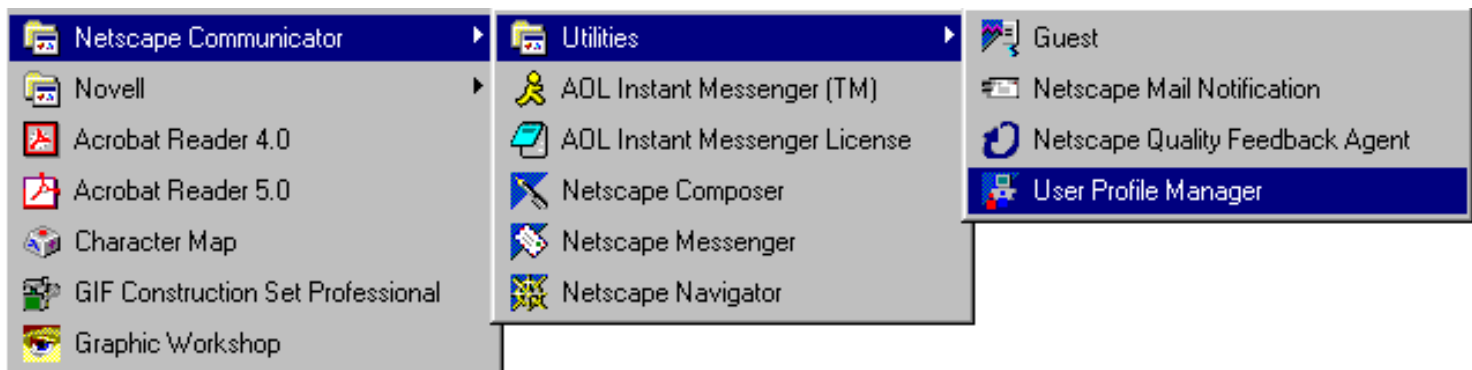 Netscape Communicator
Novell
Acrobat Reader 4.0
Acrobat Reader 5.0
Character Map
GIF Construction Set Professional
Graphic Workshop
Utilities
AOL Instant Messenger (TM)
AOL Instant Messenger License
Netscape Composer
Netscape Messenger
Netscape Navigator
Guest
Netscape Mail Notification
Netscape Quality Feedback Agent
User Profile Manager